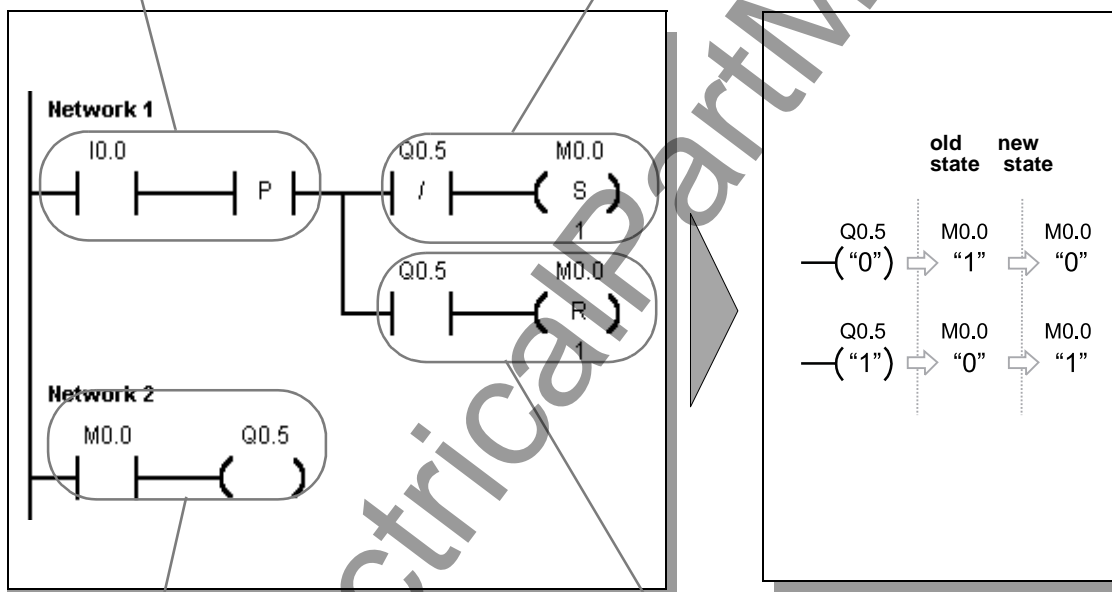 Network 1
I0.0
P
Q0.5 M0.0
/ S
1
Q0.5 M0.0
R
1
Network 2
M0.0 Q0.5
old new
state state
Q0.5 M0.0 M0.0
“0” “1” “0”
Q0.5 M0.0 M0.0
“1” “0” “1”
ctricalPartM